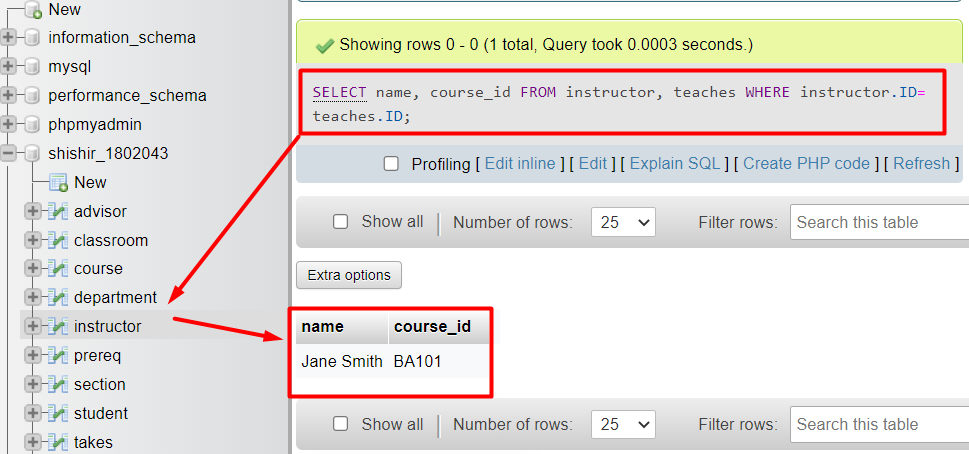 New
information_schema
mysql
performance_schema
phpmyadmin
shishir_1802043
New
advisor
classroom
course
department
instructor
prereq
section
student
takes
Showing rows 0 - 0 (1 total, Query took 0.0003 seconds.)
SELECT name, course_id FROM instructor, teaches WHERE instructor.ID=
teaches.ID;
Profiling [ Edit inline ] [ Edit ] [ Explain SQL ] [ Create PHP code ] [ Refresh ]
Show all Number of rows: 25 Filter rows: Search this table
Extra options
name course_id
Jane Smith BA101
Show all Number of rows: 25 Filter rows: Search this table